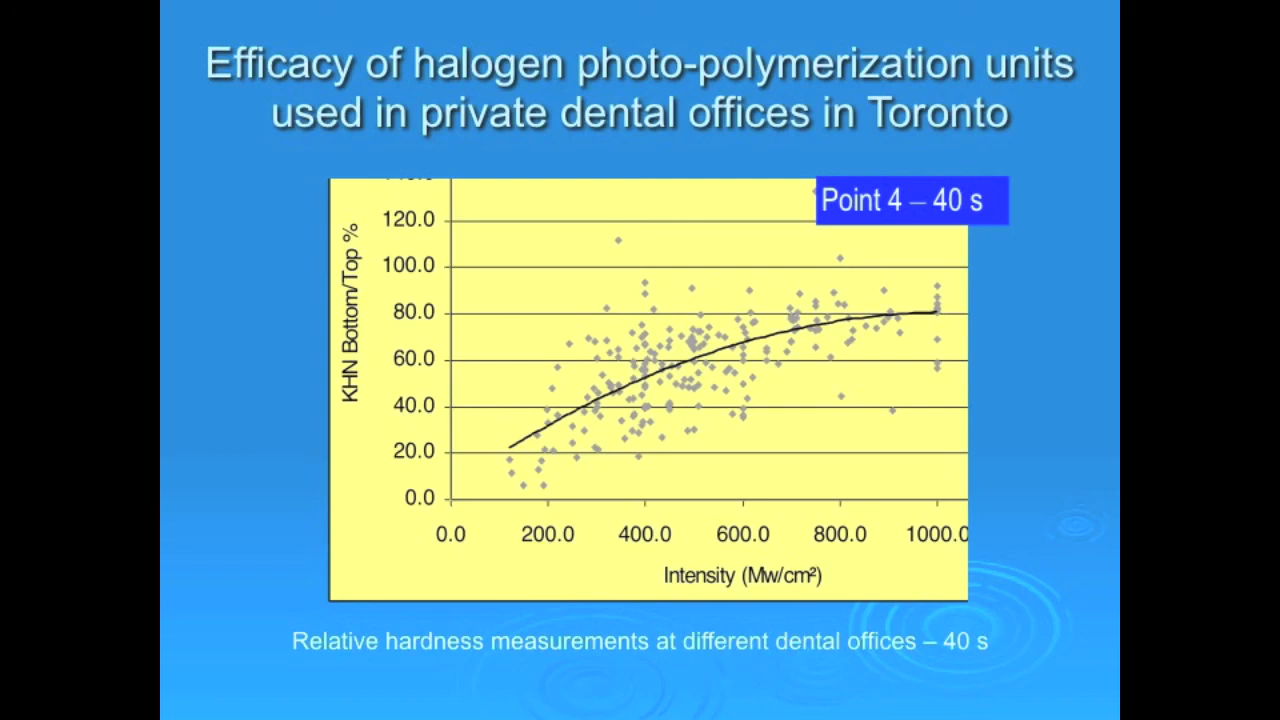 Efficacy of halogen photo-polymerization units
used in private dental offices in Toronto
Point 4 – 40 s
KHN Bottom/Top %
120.0
100.0
80.0
60.0
40.0
20.0
0.0
0.0 200.0 400.0 600.0 800.0 1000.0
Intensity (Mw/cm²)
Relative hardness measurements at different dental offices – 40 s